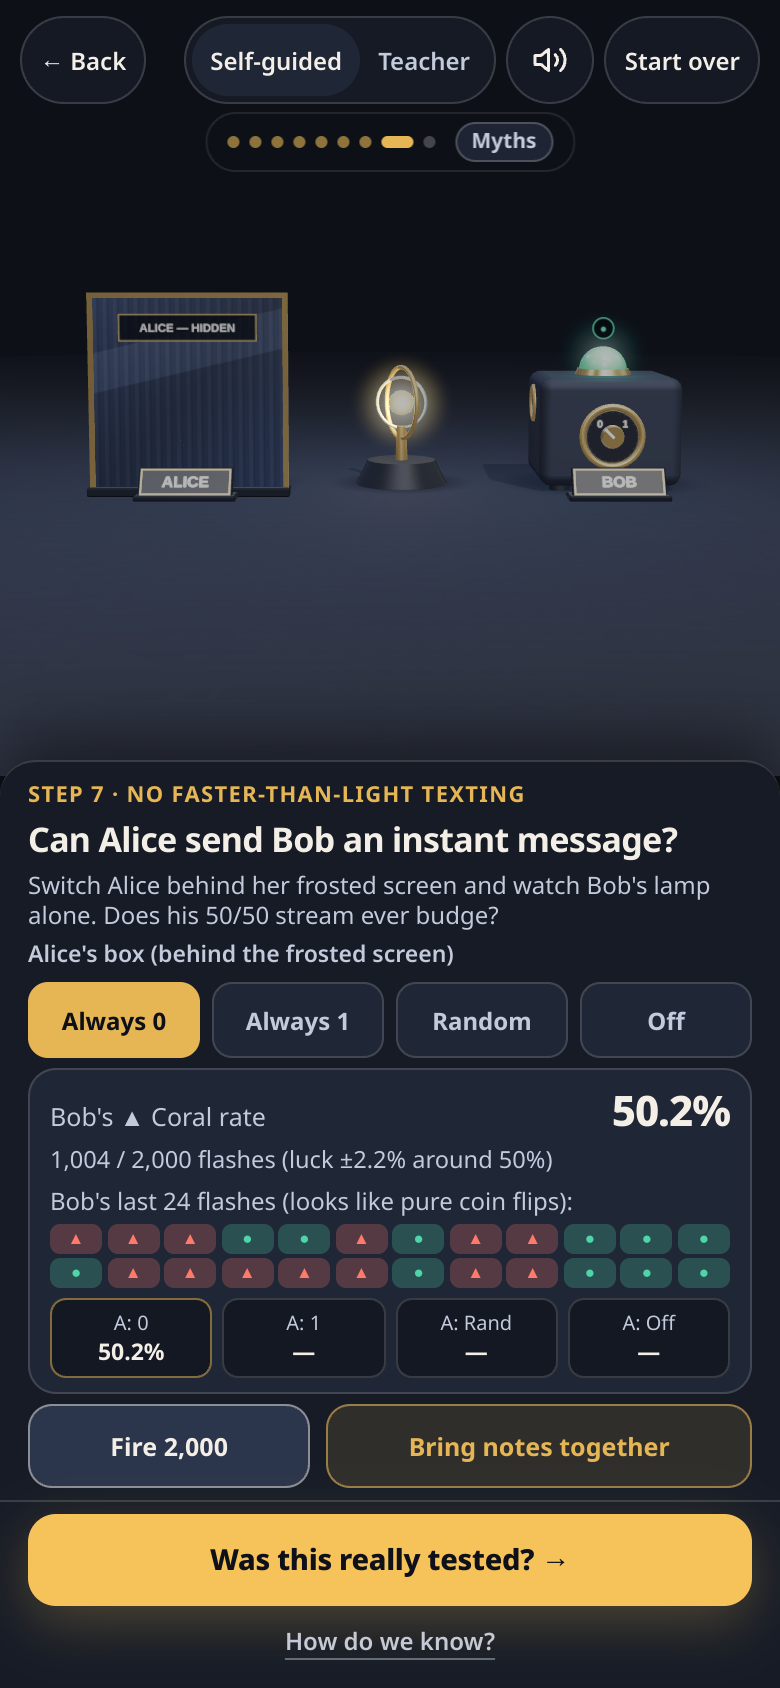 ← Back
Self-guided
Teacher
Start over
Myths
ALICE — HIDDEN
ALICE
0 1
BOB
STEP 7 · NO FASTER-THAN-LIGHT TEXTING
Can Alice send Bob an instant message?
Switch Alice behind her frosted screen and watch Bob's lamp
alone. Does his 50/50 stream ever budge?
Alice's box (behind the frosted screen)
Always 0
Always 1
Random
Off
Bob's ▲ Coral rate
50.2%
1,004 / 2,000 flashes (luck ±2.2% around 50%)
Bob's last 24 flashes (looks like pure coin flips):
A: 0
50.2%
A: 1
—
A: Rand
—
A: Off
—
Fire 2,000
Bring notes together
Was this really tested? →
How do we know?